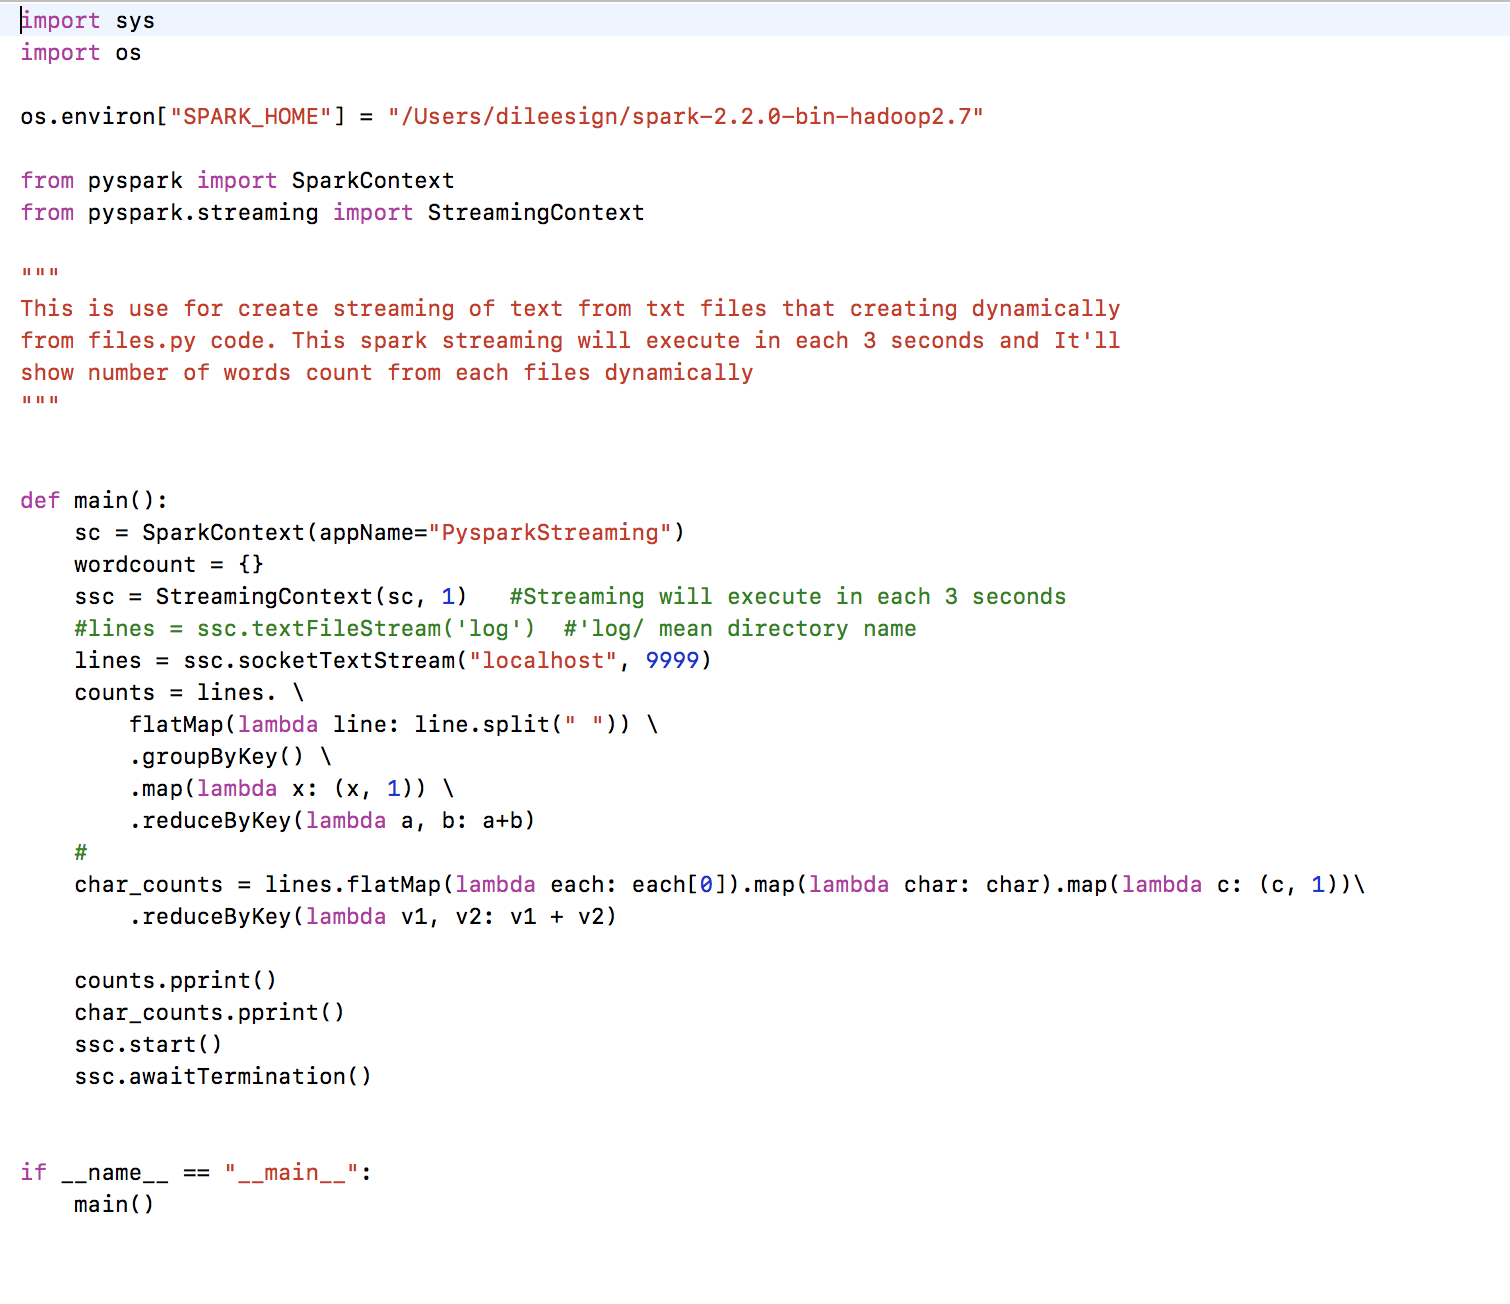 import sys
import os
os.environ["SPARK_HOME"] = "/Users/dileesign/spark-2.2.0-bin-hadoop2.7"
from pyspark import SparkContext
from pyspark.streaming import StreamingContext
"""
This is use for create streaming of text from txt files that creating dynamically
from files.py code. This spark streaming will execute in each 3 seconds and It'll
show number of words count from each files dynamically
"""
def main():
    sc = SparkContext(appName="PysparkStreaming")
    wordcount = {}
    ssc = StreamingContext(sc, 1)   #Streaming will execute in each 3 seconds
    #lines = ssc.textFileStream('log')  #'log/ mean directory name
    lines = ssc.socketTextStream("localhost", 9999)
    counts = lines. \
        flatMap(lambda line: line.split(" ")) \
        .groupByKey() \
        .map(lambda x: (x, 1)) \
        .reduceByKey(lambda a, b: a+b)
    #
    char_counts = lines.flatMap(lambda each: each[0]).map(lambda char: char).map(lambda c: (c, 1))\
        .reduceByKey(lambda v1, v2: v1 + v2)
    counts.pprint()
    char_counts.pprint()
    ssc.start()
    ssc.awaitTermination()
if __name__ == "__main__":
    main()